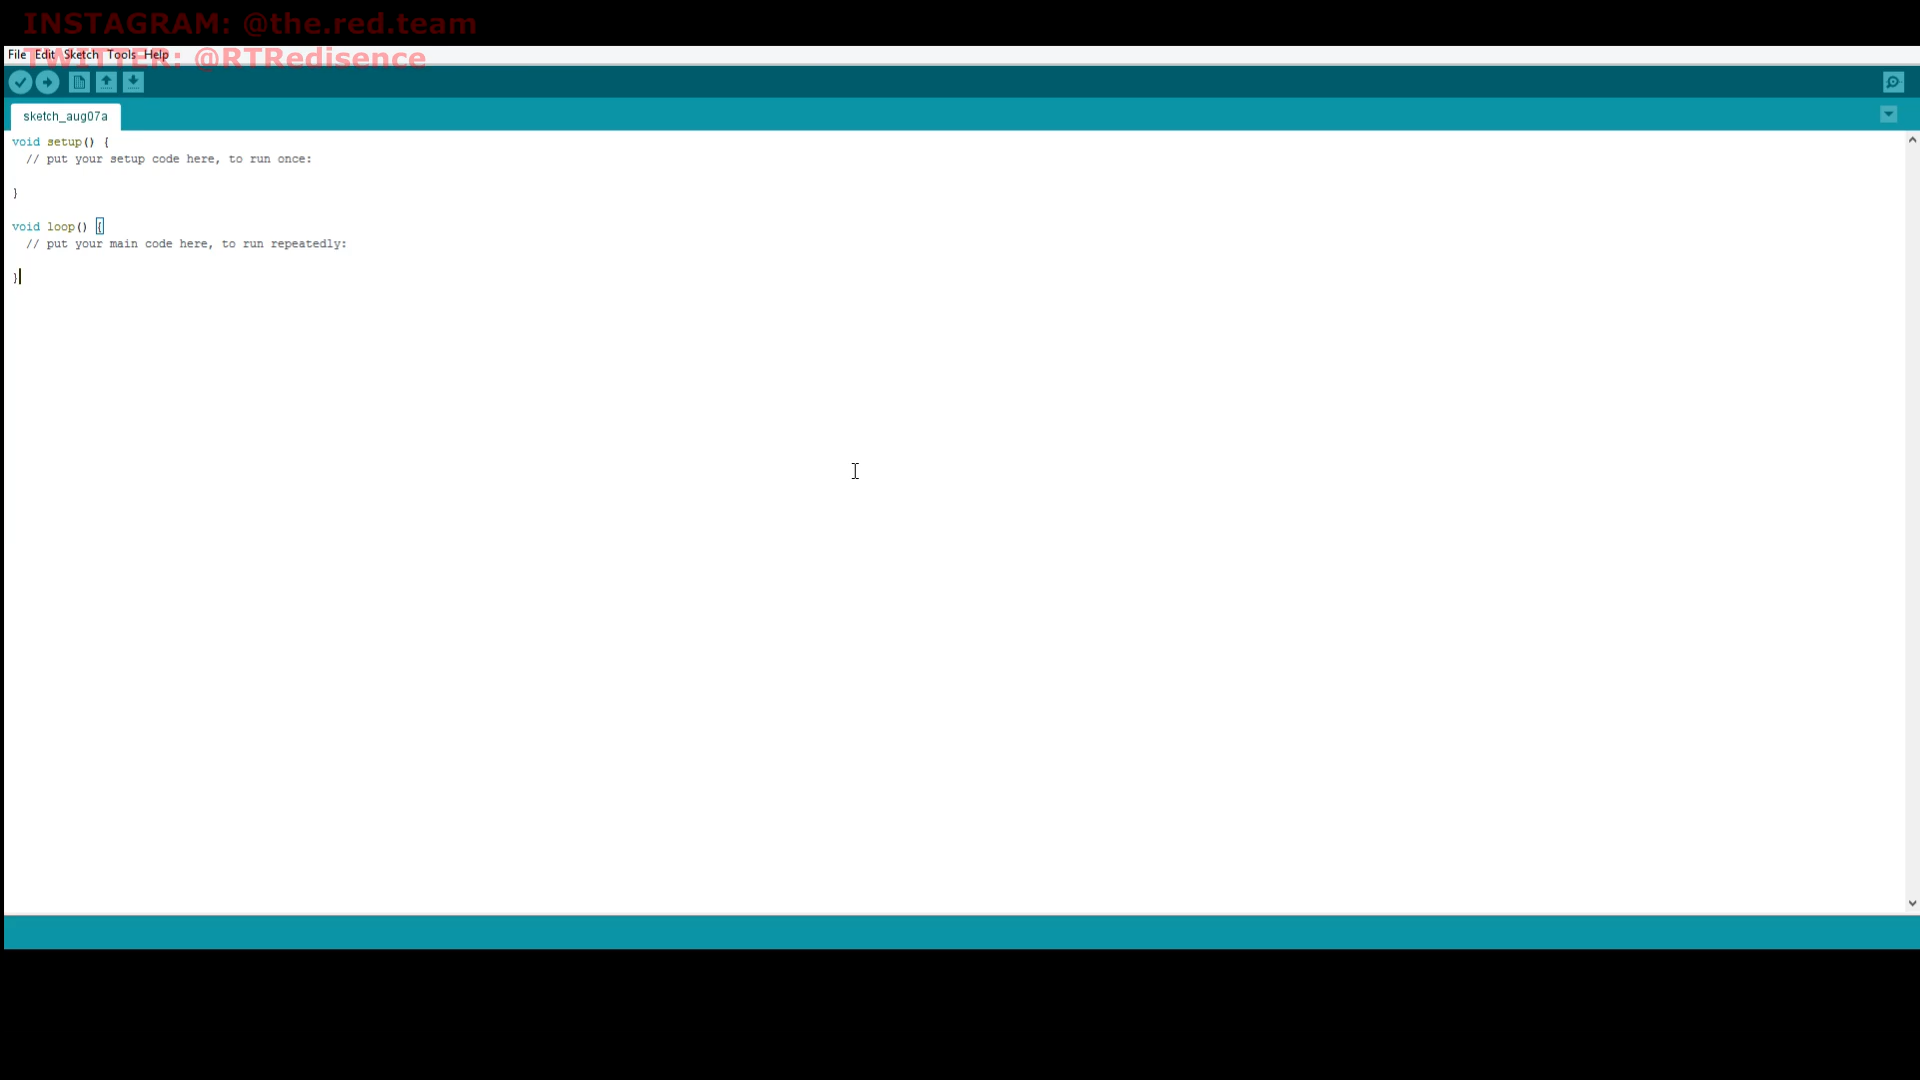 INSTAGRAM: @the.red.team
TWITTER: @RTRedisence
File Edit Sketch Tools Help
sketch_aug07a
void setup() {
// put your setup code here, to run once:
}
void loop() {
// put your main code here, to run repeatedly:
}